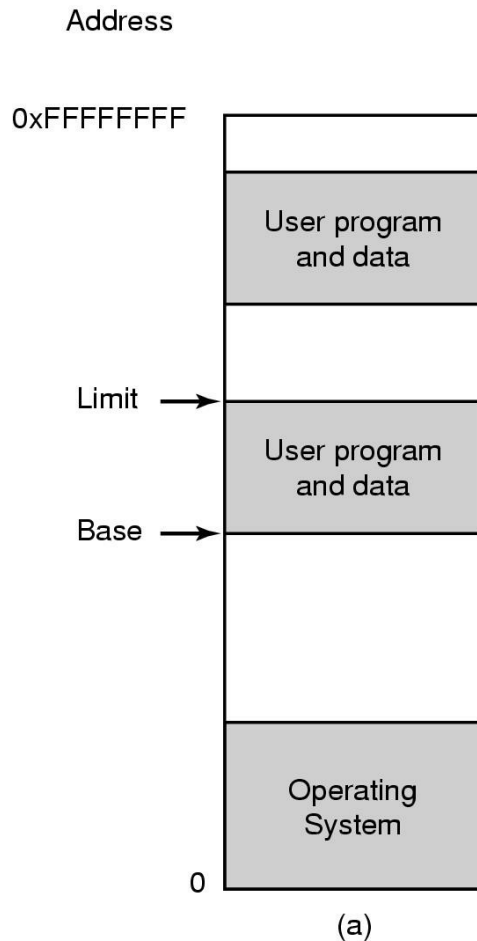 Address
0xFFFFFFFF
User program
and data
Limit
User program
and data
Base
Operating
System
0
(a)